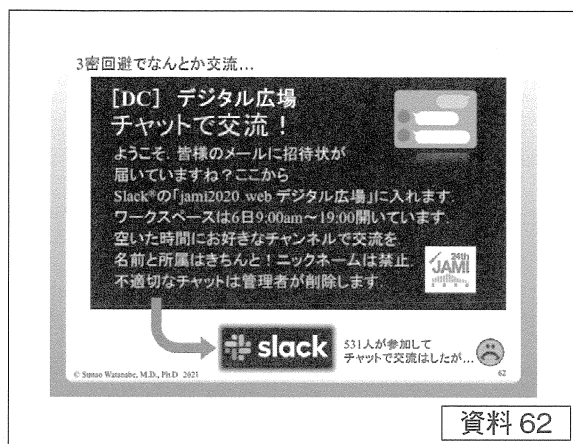 3密回避でなんとか交流…
［DC］ デジタル広場
チャットで交流！
ようこそ, 皆様のメールに招待状が
届いていますね？ここから
Slack®の「jami2020 web デジタル広場」に入れます.
ワークスペースは6日9:00am～19:00開いています.
空いた時間にお好きなチャンネルで交流を.
名前と所属はきちんと！ニックネームは禁止.
不適切なチャットは管理者が削除します.
24th
JAMI
slack
531人が参加して
チャットで交流はしたが…
© Sunao Watanabe, M.D., Ph.D 2021
62
資料 62